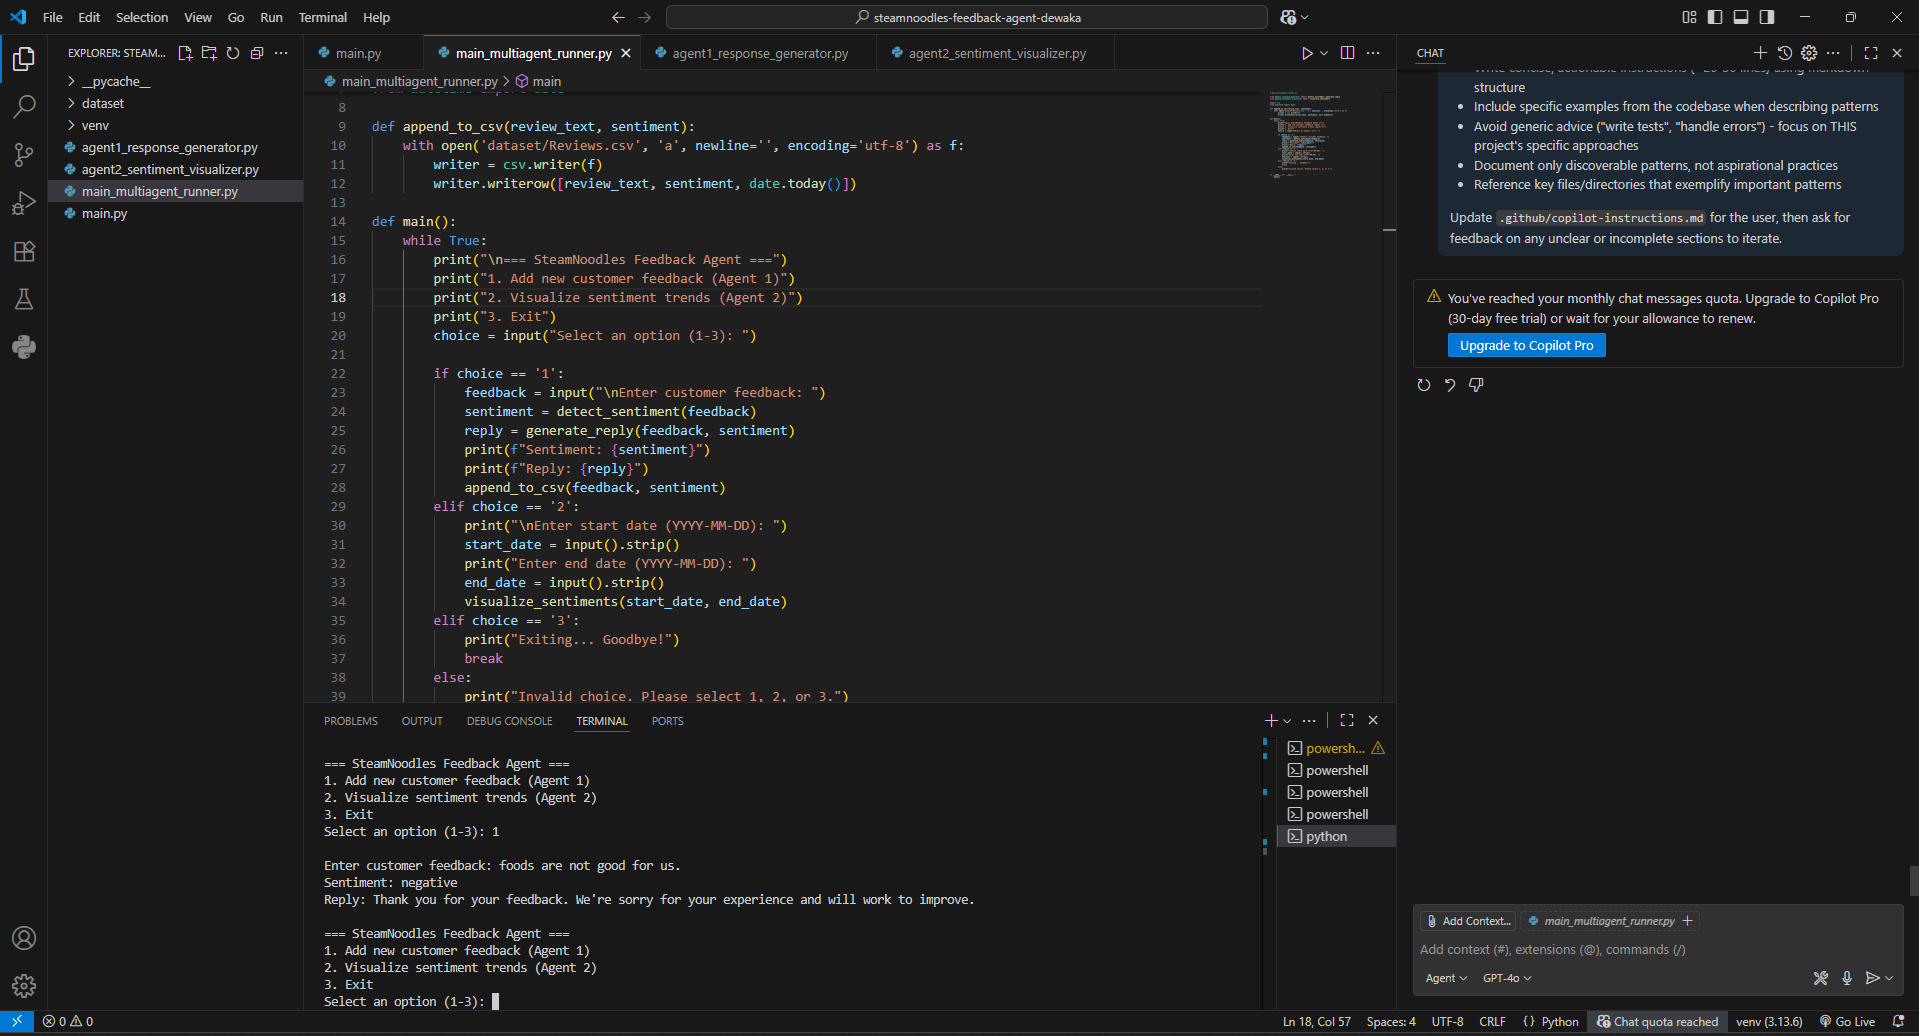 File Edit Selection View Go Run Terminal Help
steamnoodles-feedback-agent-dewaka
EXPLORER: STEAM...
__pycache__
dataset
venv
agent1_response_generator.py
agent2_sentiment_visualizer.py
main_multiagent_runner.py
main.py
main.py main_multiagent_runner.py agent1_response_generator.py agent2_sentiment_visualizer.py
main_multiagent_runner.py > main
8
9 def append_to_csv(review_text, sentiment):
10 with open('dataset/Reviews.csv', 'a', newline='', encoding='utf-8') as f:
11 writer = csv.writer(f)
12 writer.writerow([review_text, sentiment, date.today()])
13
14 def main():
15 while True:
16 print("\n=== SteamNoodles Feedback Agent ===")
17 print("1. Add new customer feedback (Agent 1)")
18 print("2. Visualize sentiment trends (Agent 2)")
19 print("3. Exit")
20 choice = input("Select an option (1-3): ")
21
22 if choice == '1':
23 feedback = input("\nEnter customer feedback: ")
24 sentiment = detect_sentiment(feedback)
25 reply = generate_reply(feedback, sentiment)
26 print(f"Sentiment: {sentiment}")
27 print(f"Reply: {reply}")
28 append_to_csv(feedback, sentiment)
29 elif choice == '2':
30 print("\nEnter start date (YYYY-MM-DD): ")
31 start_date = input().strip()
32 print("Enter end date (YYYY-MM-DD): ")
33 end_date = input().strip()
34 visualize_sentiments(start_date, end_date)
35 elif choice == '3':
36 print("Exiting... Goodbye!")
37 break
38 else:
39 print("Invalid choice. Please select 1, 2, or 3.")
PROBLEMS OUTPUT DEBUG CONSOLE TERMINAL PORTS
=== SteamNoodles Feedback Agent ===
1. Add new customer feedback (Agent 1)
2. Visualize sentiment trends (Agent 2)
3. Exit
Select an option (1-3): 1
Enter customer feedback: foods are not good for us.
Sentiment: negative
Reply: Thank you for your feedback. We're sorry for your experience and will work to improve.
=== SteamNoodles Feedback Agent ===
1. Add new customer feedback (Agent 1)
2. Visualize sentiment trends (Agent 2)
3. Exit
Select an option (1-3):
powersh...
powershell
powershell
powershell
python
CHAT
structure
• Include specific examples from the codebase when describing patterns
• Avoid generic advice ("write tests", "handle errors") - focus on THIS
project's specific approaches
• Document only discoverable patterns, not aspirational practices
• Reference key files/directories that exemplify important patterns
Update .github/copilot-instructions.md for the user, then ask for
feedback on any unclear or incomplete sections to iterate.
You've reached your monthly chat messages quota. Upgrade to Copilot Pro
(30-day free trial) or wait for your allowance to renew.
Upgrade to Copilot Pro
Add Context... main_multiagent_runner.py +
Add context (#), extensions (@), commands (/)
Agent GPT-4o
0 0
Ln 18, Col 57 Spaces: 4 UTF-8 CRLF {} Python Chat quota reached venv (3.13.6) Go Live